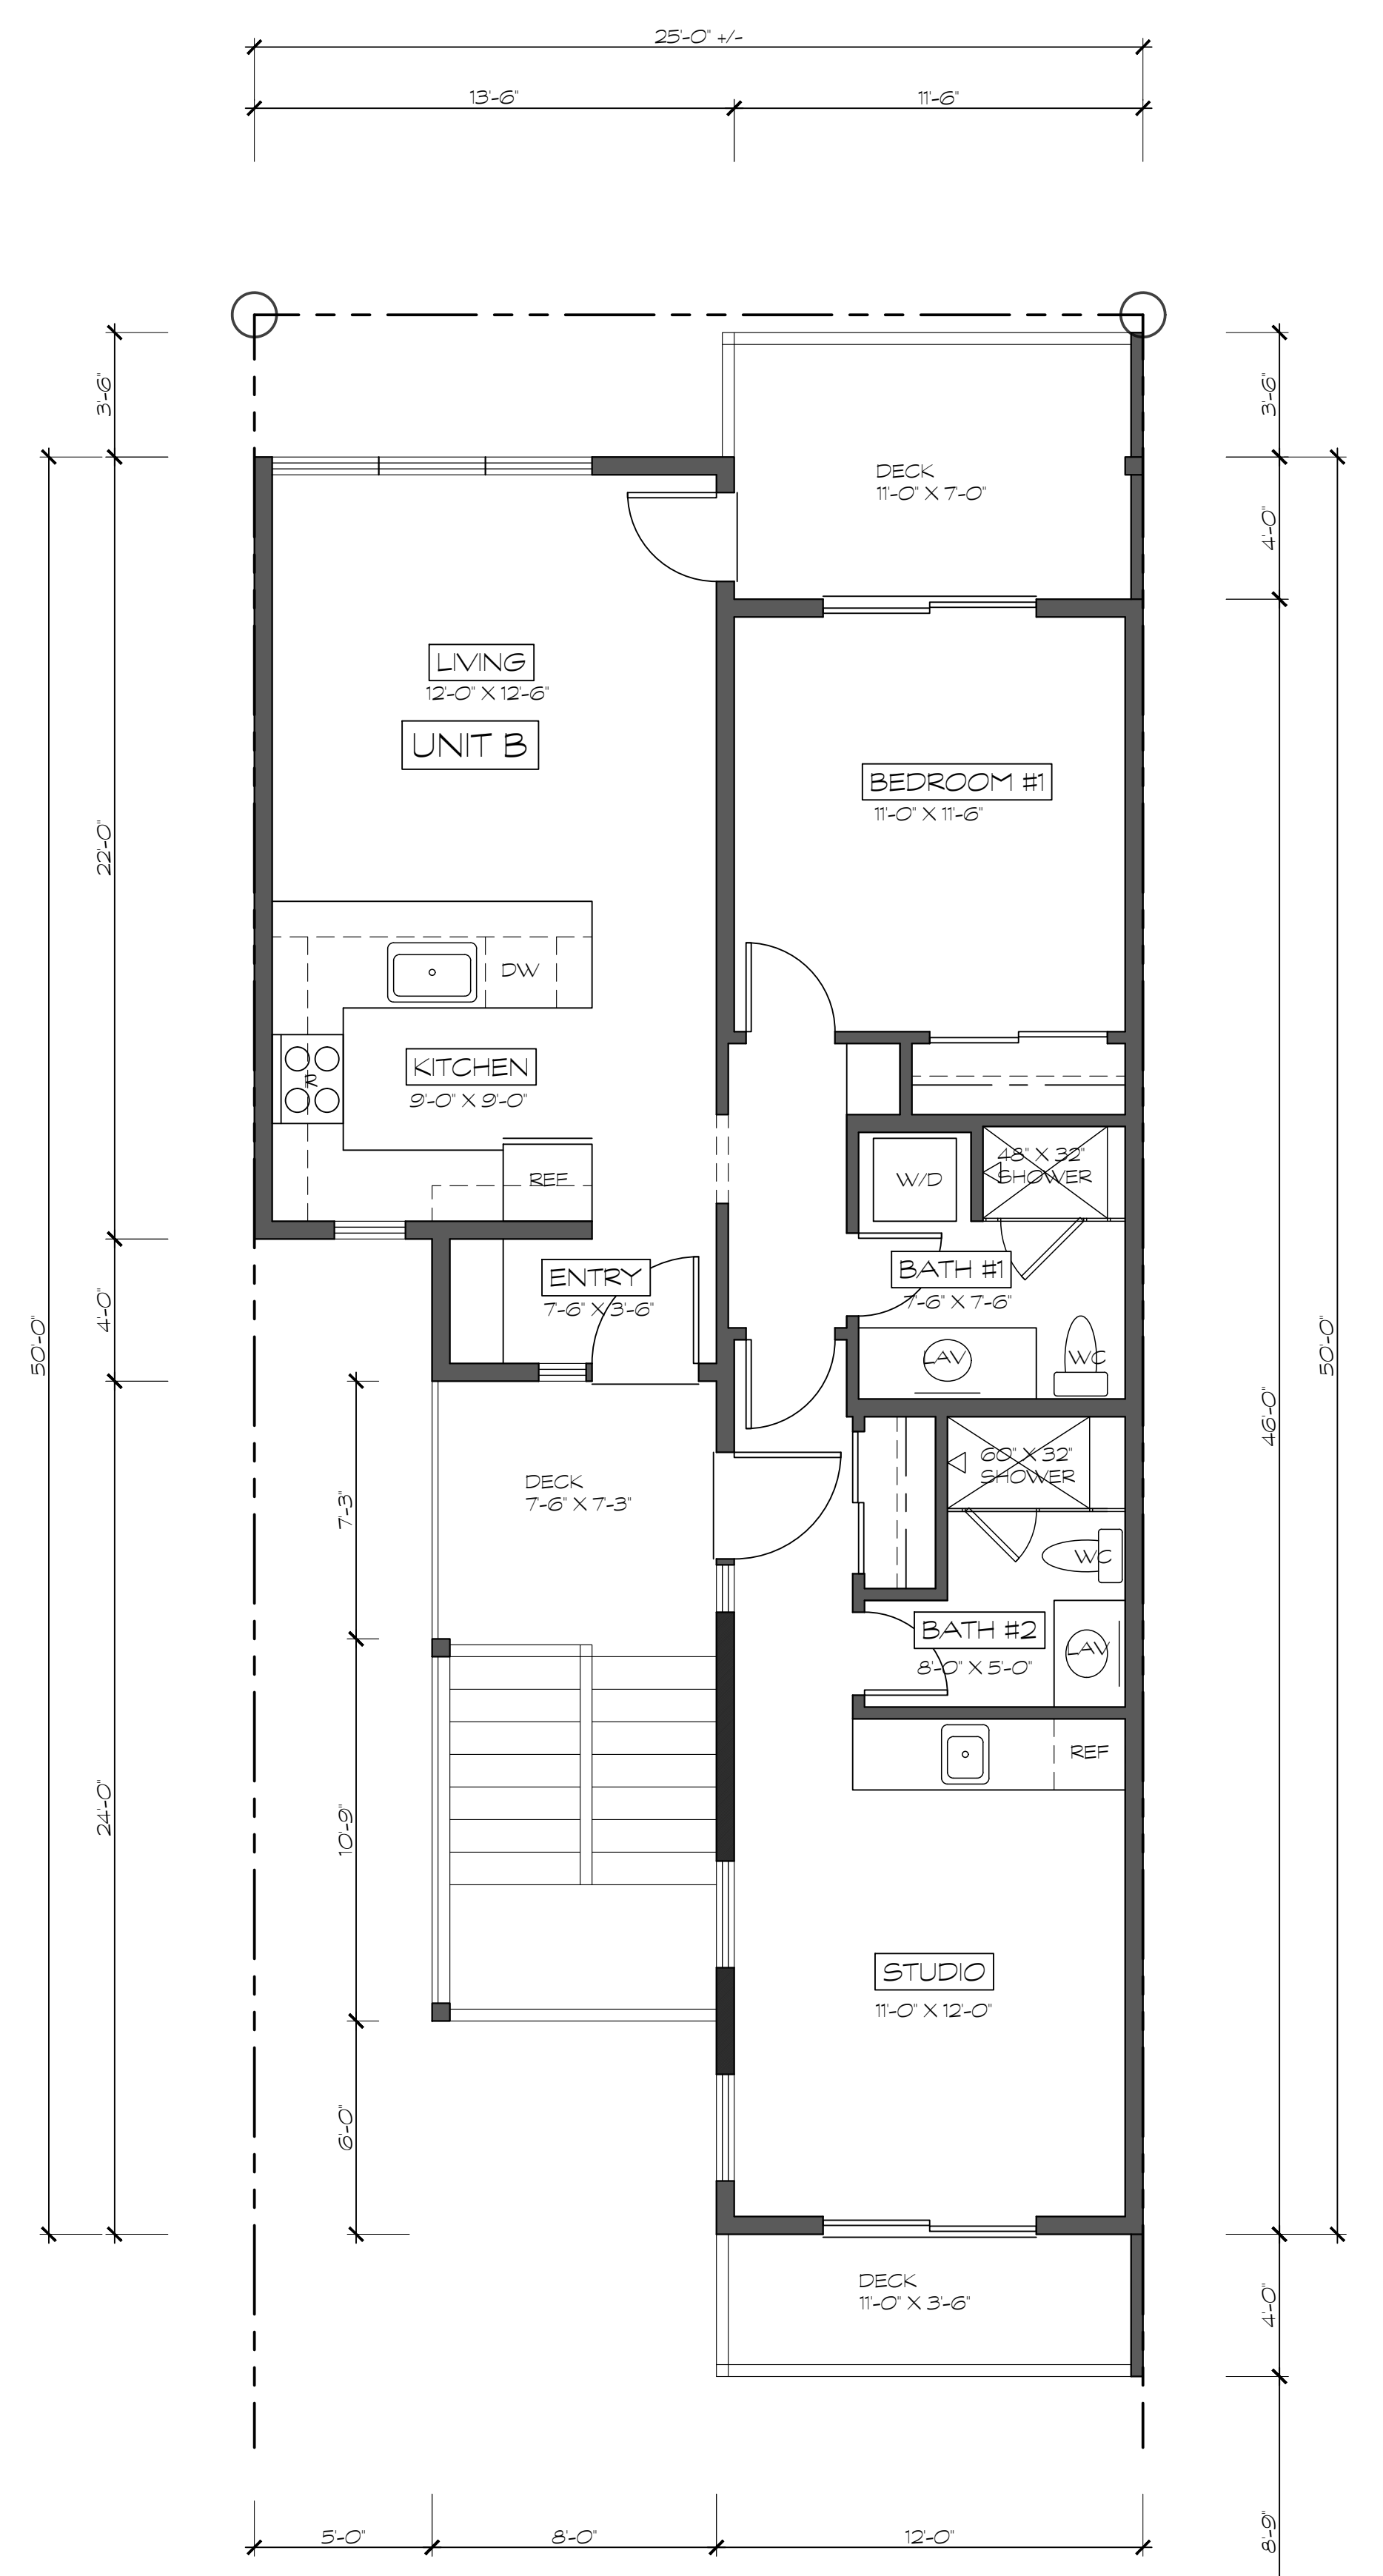 25'-0" +/-
13'-6"
11'-6"
3'-6"
3'-6"
DECK
11'-0" X 7'-0"
4'-0"
LIVING
12'-0" X 12'-6"
UNIT B
BEDROOM #1
11'-0" X 11'-6"
22'-0"
DW
KITCHEN
9'-0" X 9'-0"
R
REF
W/D
48" X 32"
SHOWER
ENTRY
7'-6" X 3'-6"
BATH #1
7'-6" X 7'-6"
4'-0"
50'-0"
50'-0"
LAV
WC
46'-0"
DECK
7'-6" X 7'-3"
7'-3"
60" X 32"
SHOWER
WC
BATH #2
8'-0" X 5'-0"
LAV
REF
24'-0"
10'-9"
STUDIO
11'-0" X 12'-0"
6'-0"
DECK
11'-0" X 3'-6"
4'-0"
8'-9"
5'-0"
8'-0"
12'-0"